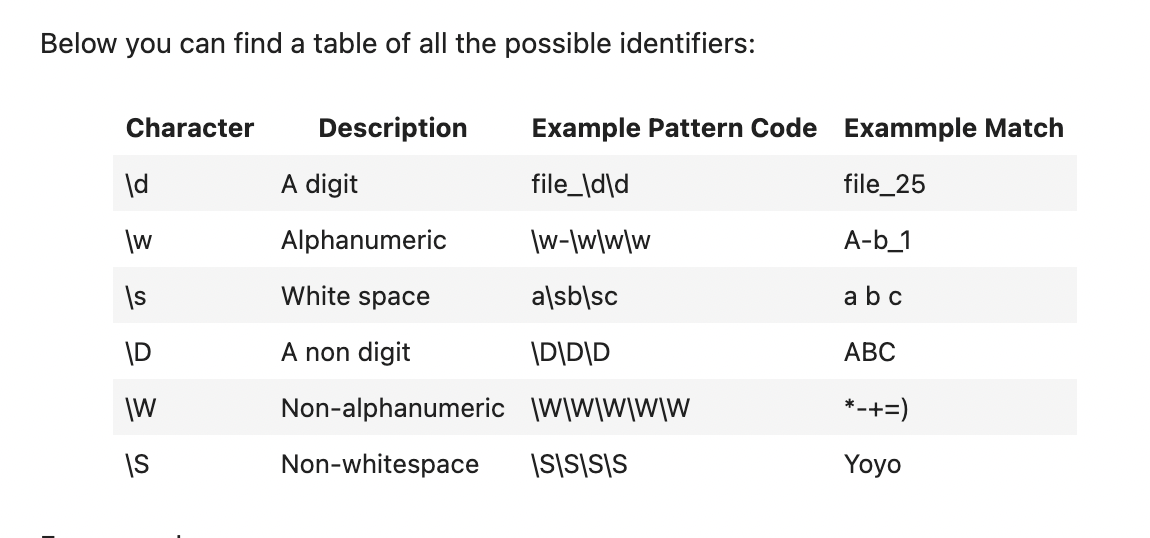 Below you can find a table of all the possible identifiers:
Character Description Example Pattern Code Exammple Match
\d A digit file_\d\d file_25
\w Alphanumeric \w-\w\w\w A-b_1
\s White space a\sb\sc a b c
\D A non digit \D\D\D ABC
\W Non-alphanumeric \W\W\W\W\W *-+=)
\S Non-whitespace \S\S\S\S Yoyo